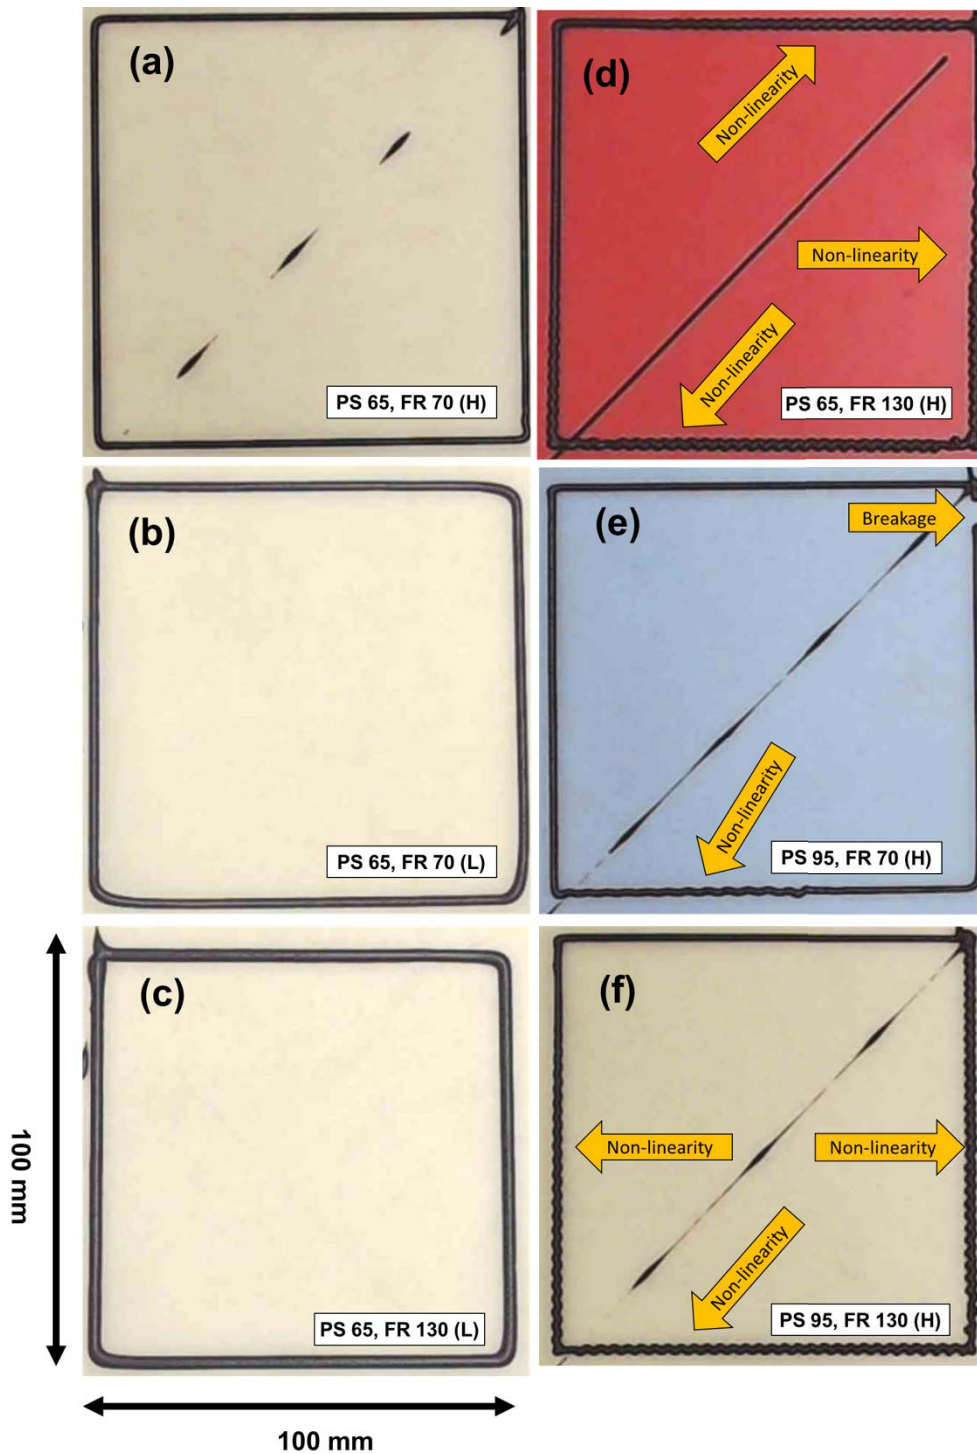 (a)
PS 65, FR 70 (H)
(b)
PS 65, FR 70 (L)
(c)
PS 65, FR 130 (L)
100 mm
100 mm
(d)
Non-linearity
Non-linearity
Non-linearity
PS 65, FR 130 (H)
(e)
Breakage
Non-linearity
PS 95, FR 70 (H)
(f)
Non-linearity
Non-linearity
Non-linearity
PS 95, FR 130 (H)